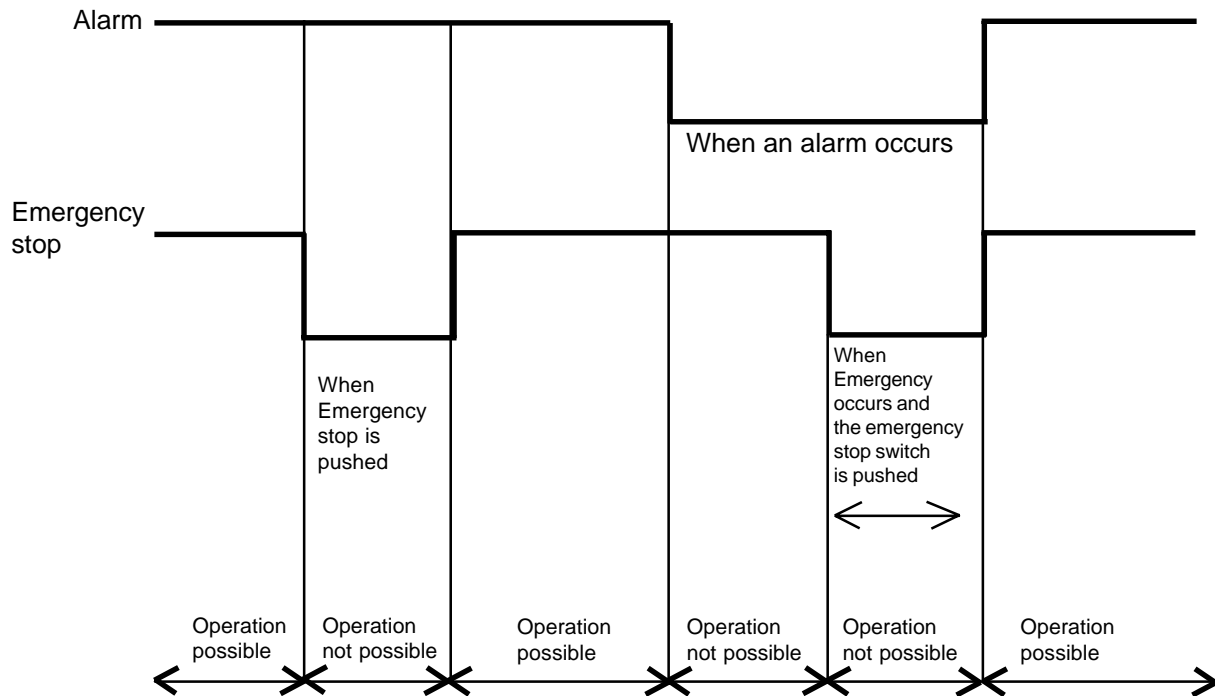 Alarm
When an alarm occurs
Emergency
stop
When
Emergency
stop is
pushed
When
Emergency
occurs and
the emergency
stop switch
is pushed
Operation
possible
Operation
not possible
Operation
possible
Operation
not possible
Operation
not possible
Operation
possible